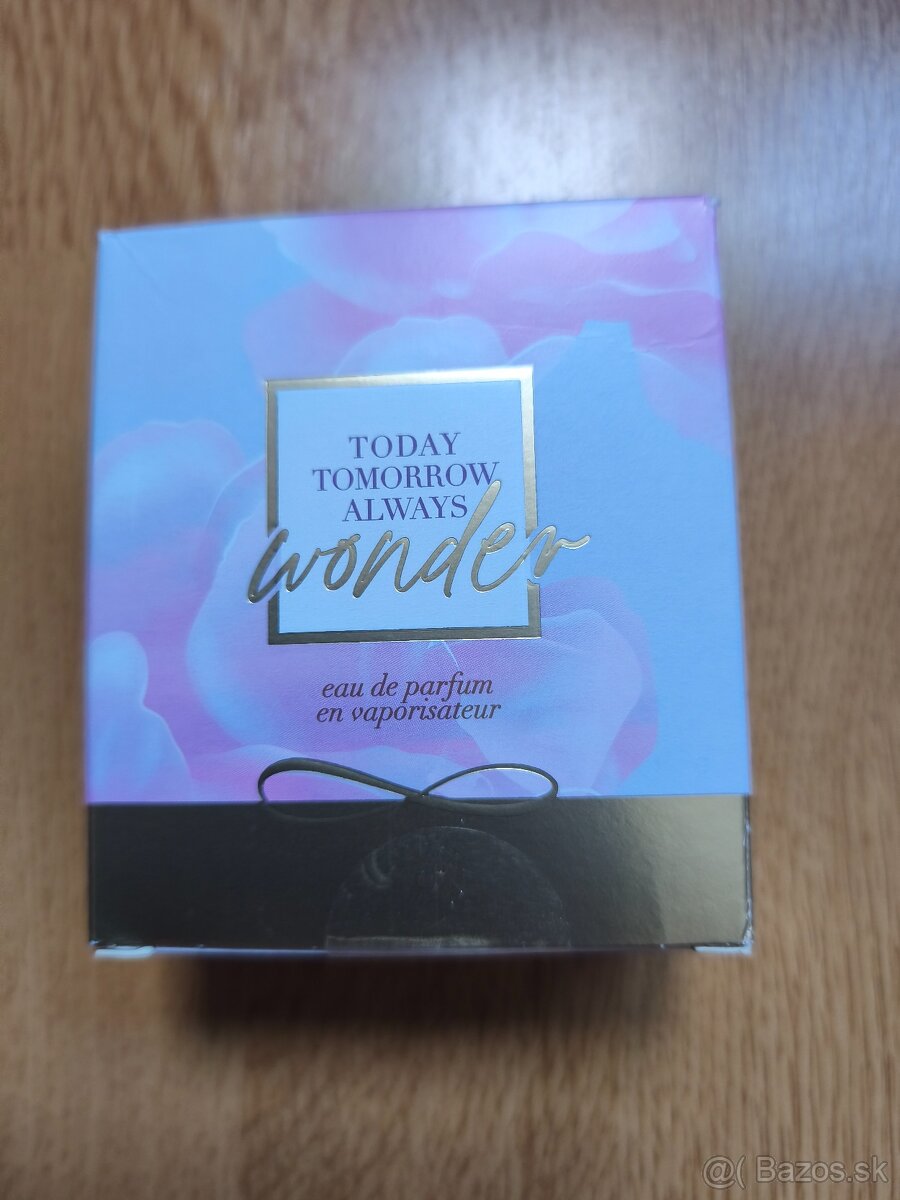 TODAY
TOMORROW
ALWAYS
wonder
eau de parfum
en vaporisateur
@( Bazos.sk